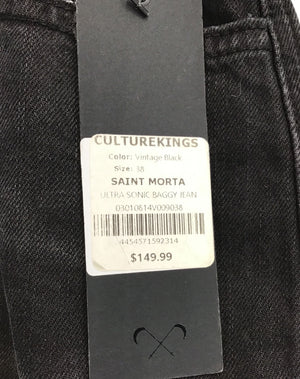 CULTUREKINGS
Color: Vintage Black
Size: 38
SAINT MORTA
ULTRA SONIC BAGGY JEAN
03010614V009038
4454571592314
$149.99